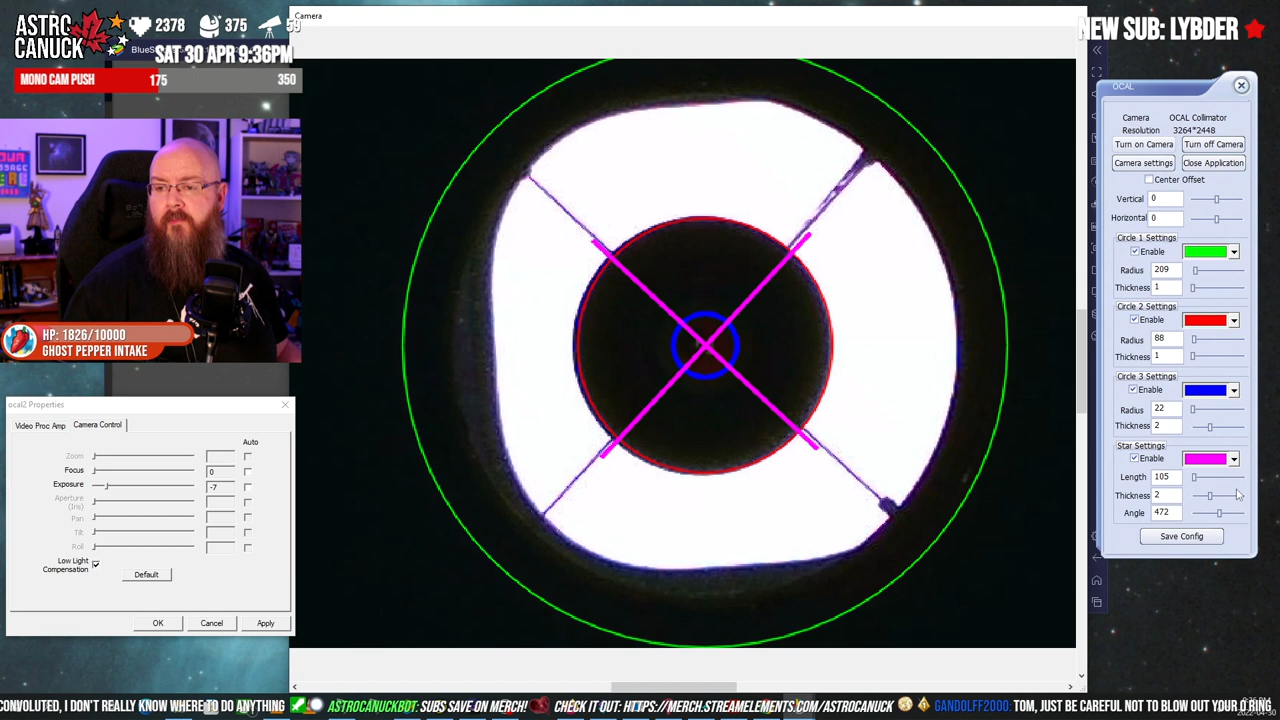 ASTRO
CANUCK
2378
375
59
BlueS
SAT 30 APR 9:36PM
MONO CAM PUSH
175
350
Camera
NEW SUB: LYBDER
HP: 1826/10000
GHOST PEPPER INTAKE
ocal2 Properties
Video Proc Amp
Camera Control
Auto
Zoom
Focus
0
Exposure
-7
Aperture
(Iris)
Pan
Tilt
Roll
Low Light
Compensation
Default
OK
Cancel
Apply
OCAL
Camera
OCAL Collimator
Resolution
3264*2448
Turn on Camera
Turn off Camera
Camera settings
Close Application
Center Offset
Vertical
0
Horizontal
0
Circle 1 Settings
Enable
Radius
209
Thickness
1
Circle 2 Settings
Enable
Radius
88
Thickness
1
Circle 3 Settings
Enable
Radius
22
Thickness
2
Star Settings
Enable
Length
105
Thickness
2
Angle
472
Save Config
CONVOLUTED, I DON'T REALLY KNOW WHERE TO DO ANYTHING
ASTROCANUCKBOT: SUBS SAVE ON MERCH!
CHECK IT OUT: HTTPS://MERCH.STREAMELEMENTS.COM/ASTROCANUCK
GANDOLFF2000: TOM, JUST BE CAREFUL NOT TO BLOW OUT YOUR O RING